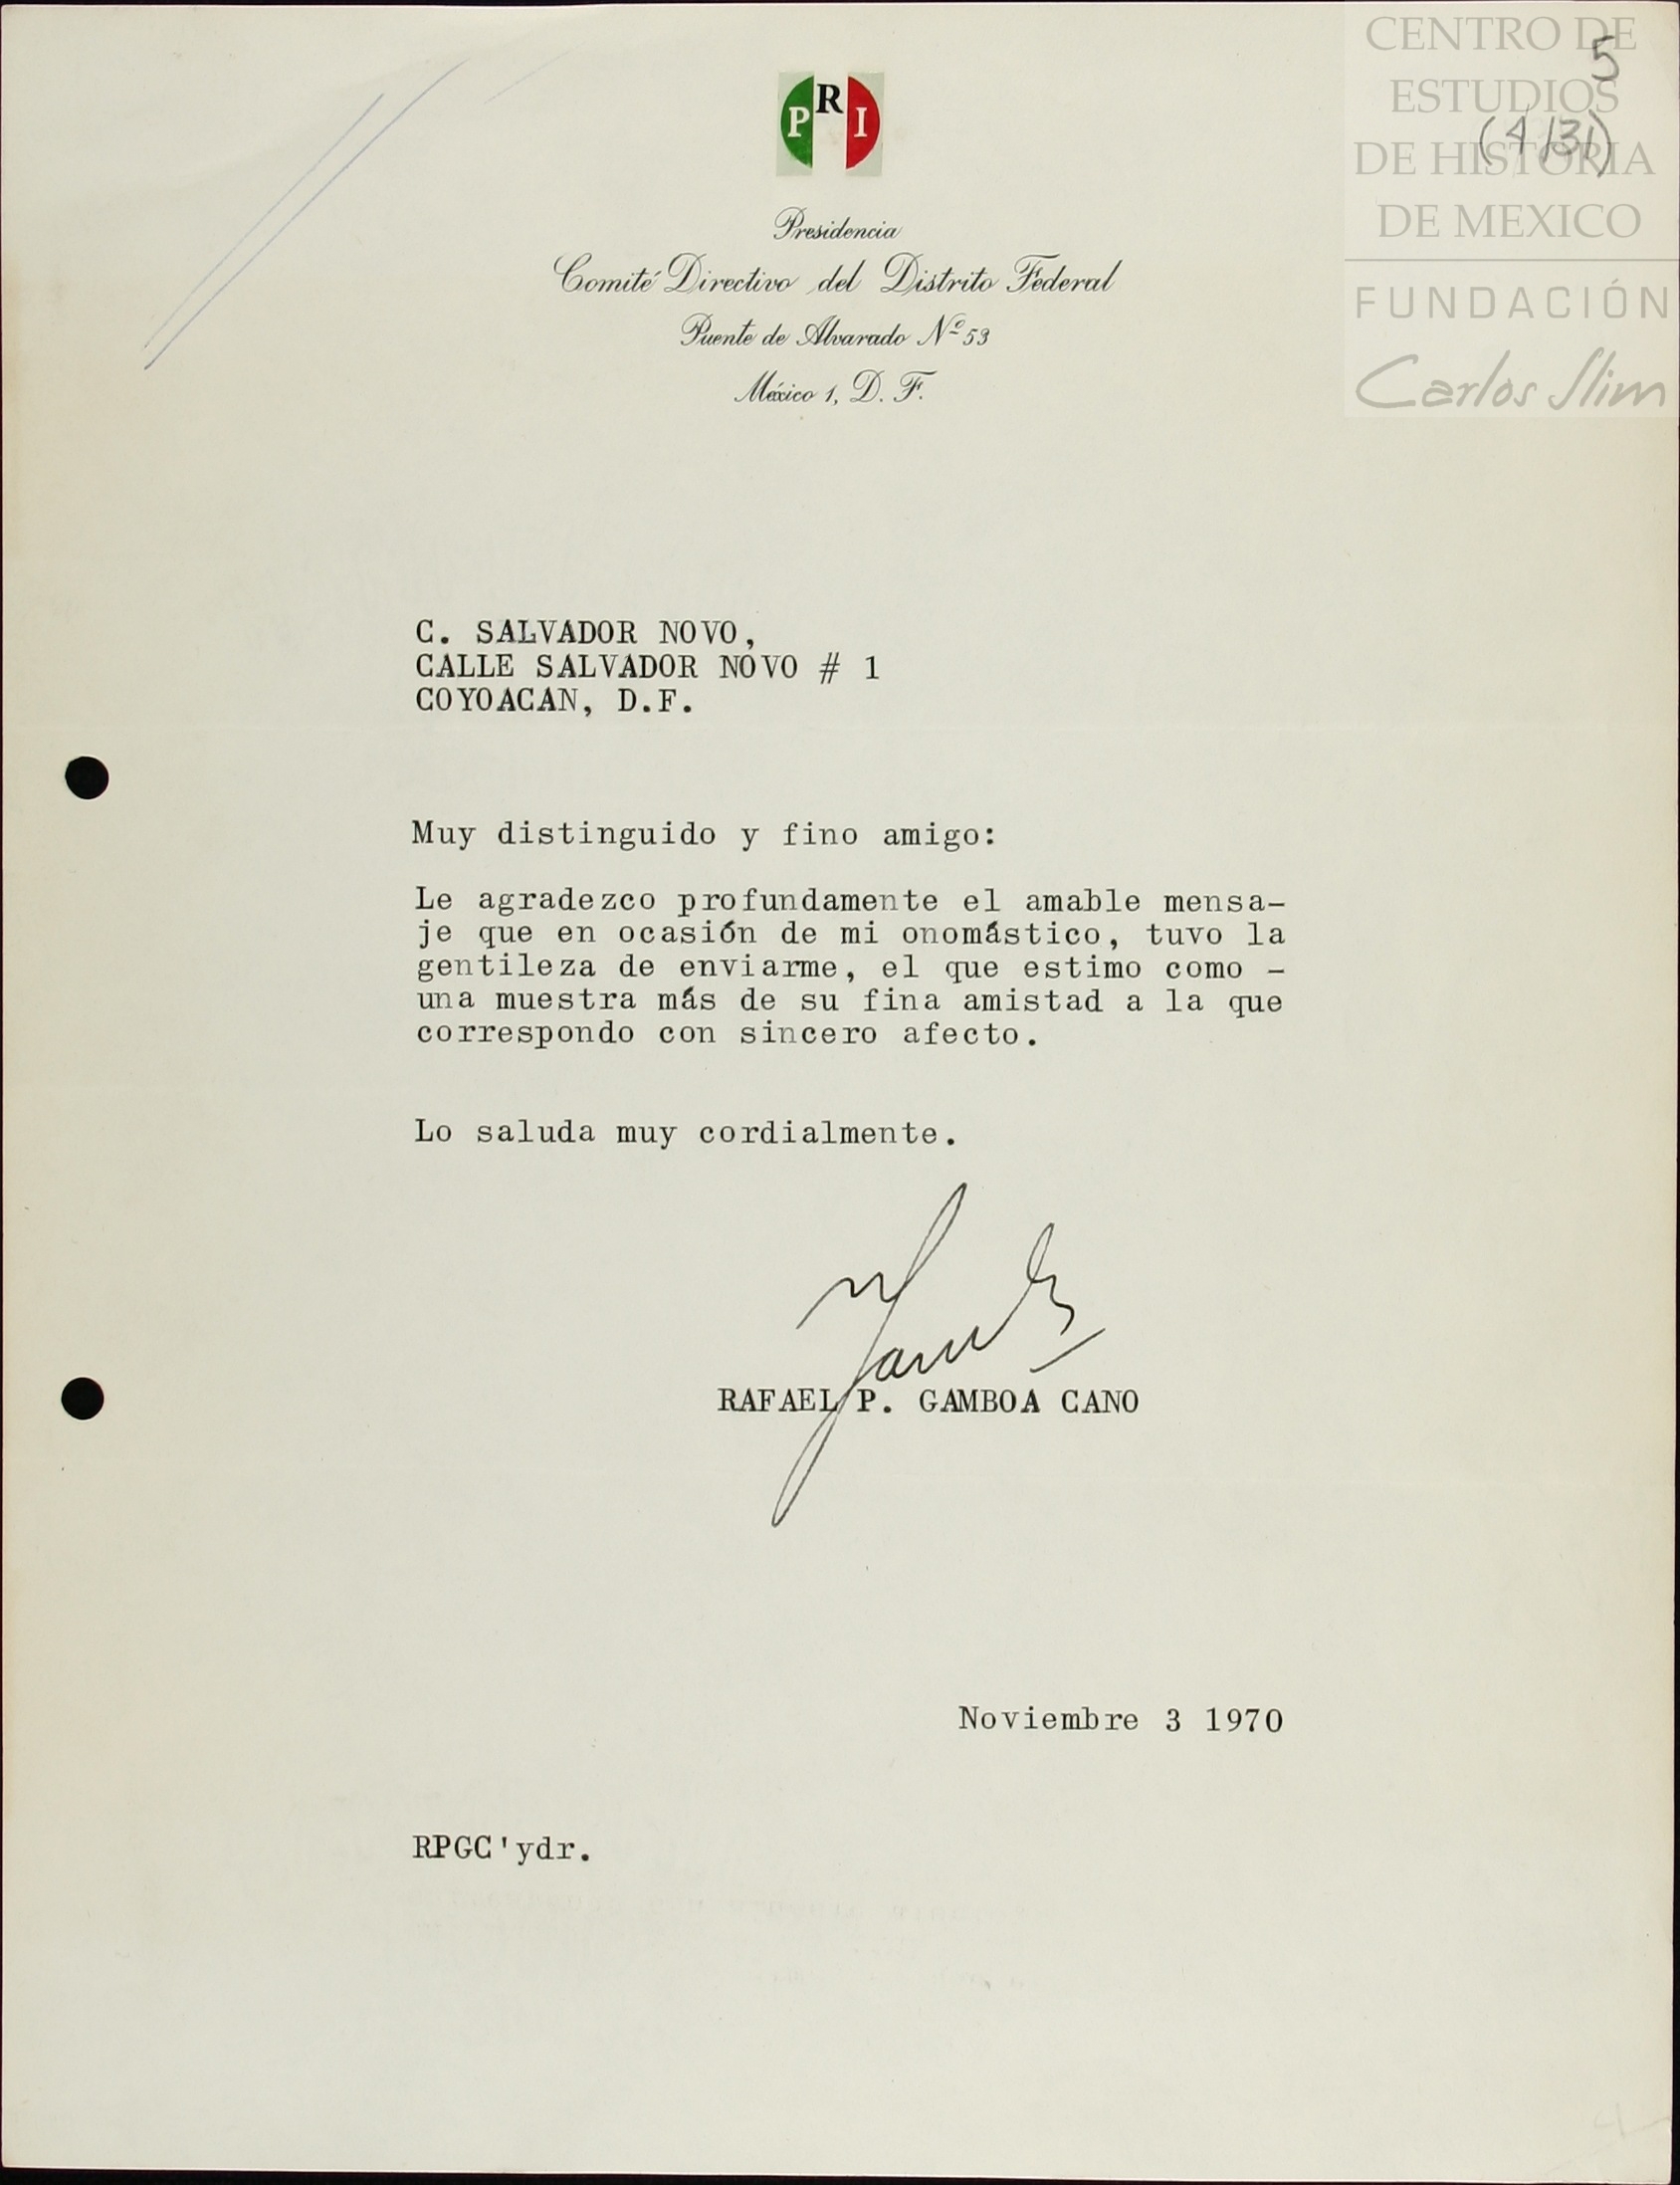 CENTRO DE
ESTUDIOS
DE HISTORIA
DE MEXICO
FUNDACIÓN
Carlos Slim
5
(4/31)
PRI
Presidencia
Comité Directivo del Distrito Federal
Puente de Alvarado Nº 53
México 1, D. F.
C. SALVADOR NOVO,
CALLE SALVADOR NOVO # 1
COYOACAN, D.F.
Muy distinguido y fino amigo:
Le agradezco profundamente el amable mensa-
je que en ocasión de mi onomástico, tuvo la
gentileza de enviarme, el que estimo como -
una muestra más de su fina amistad a la que
correspondo con sincero afecto.
Lo saluda muy cordialmente.
RAFAEL P. GAMBOA CANO
Noviembre 3 1970
RPGC'ydr.